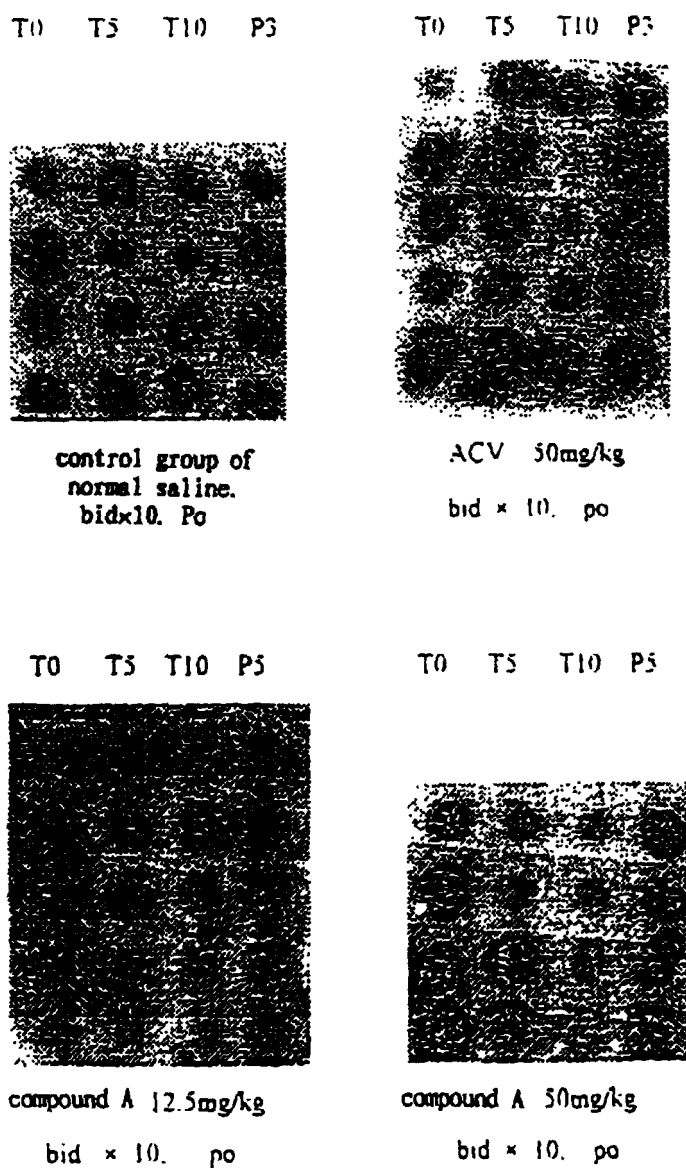 T0 T5 T10 P3
control group of
normal saline.
bid×10. Po
T0 T5 T10 P3
ACV 50mg/kg
bid × 10. po
T0 T5 T10 P5
compound A 12.5mg/kg
bid × 10. po
T0 T5 T10 P5
compound A 50mg/kg
bid × 10. po